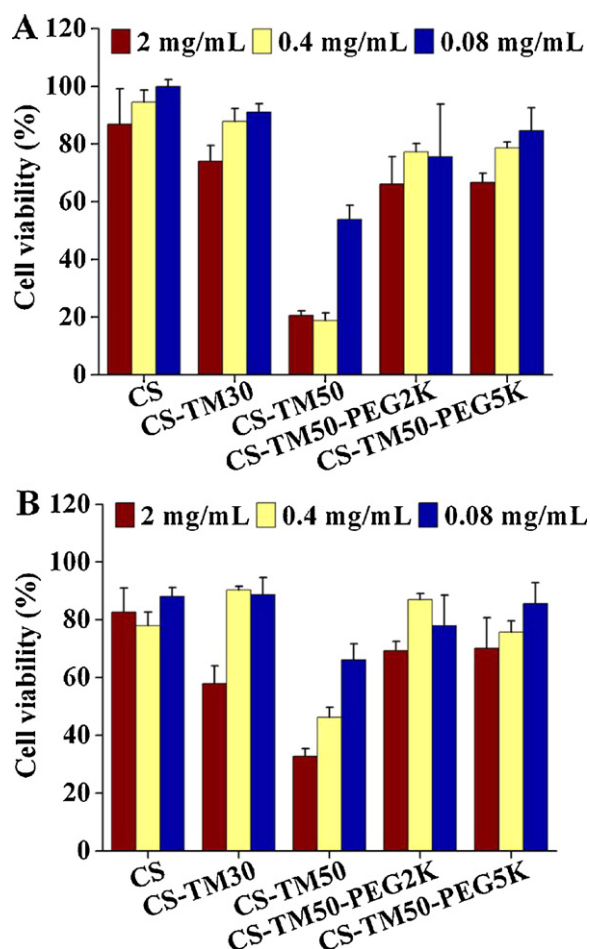 A
2 mg/mL 0.4 mg/mL 0.08 mg/mL
Cell viability (%)
120
100
80
60
40
20
0
CS
CS-TM30
CS-TM50
CS-TM50-PEG2K
CS-TM50-PEG5K
B
2 mg/mL 0.4 mg/mL 0.08 mg/mL
Cell viability (%)
120
100
80
60
40
20
0
CS
CS-TM30
CS-TM50
CS-TM50-PEG2K
CS-TM50-PEG5K